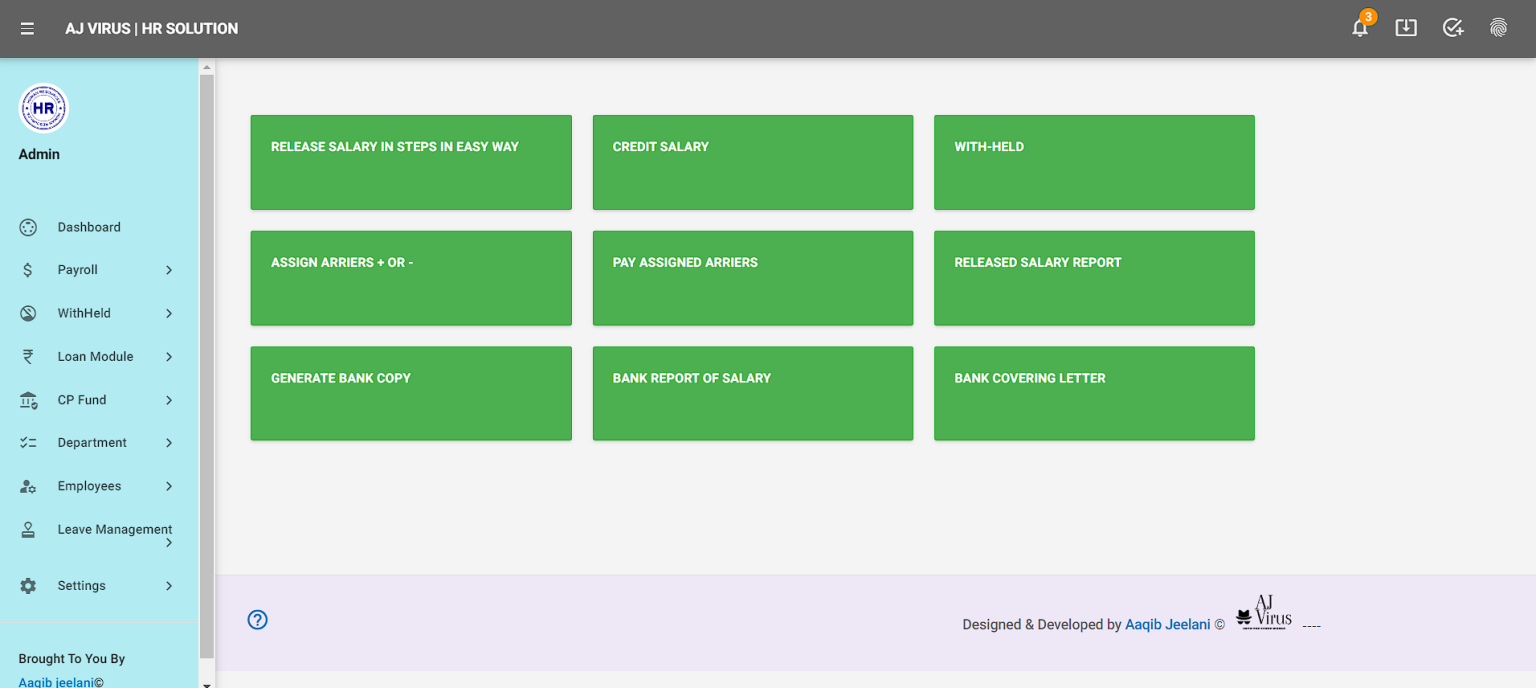 AJ VIRUS | HR SOLUTION
3
HR
Admin
Dashboard
Payroll
WithHeld
Loan Module
CP Fund
Department
Employees
Leave Management
Settings
Brought To You By
Aaqib jeelani©
RELEASE SALARY IN STEPS IN EASY WAY
CREDIT SALARY
WITH-HELD
ASSIGN ARRIERS + OR -
PAY ASSIGNED ARRIERS
RELEASED SALARY REPORT
GENERATE BANK COPY
BANK REPORT OF SALARY
BANK COVERING LETTER
Designed & Developed by Aaqib Jeelani ©
AJ
Virus
----